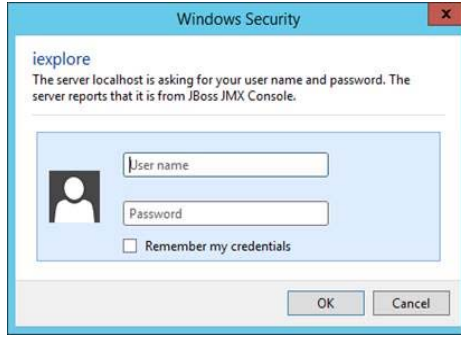 Windows Security
x
iexplore
The server localhost is asking for your user name and password. The
server reports that it is from JBoss JMX Console.
User name
Password
Remember my credentials
OK Cancel